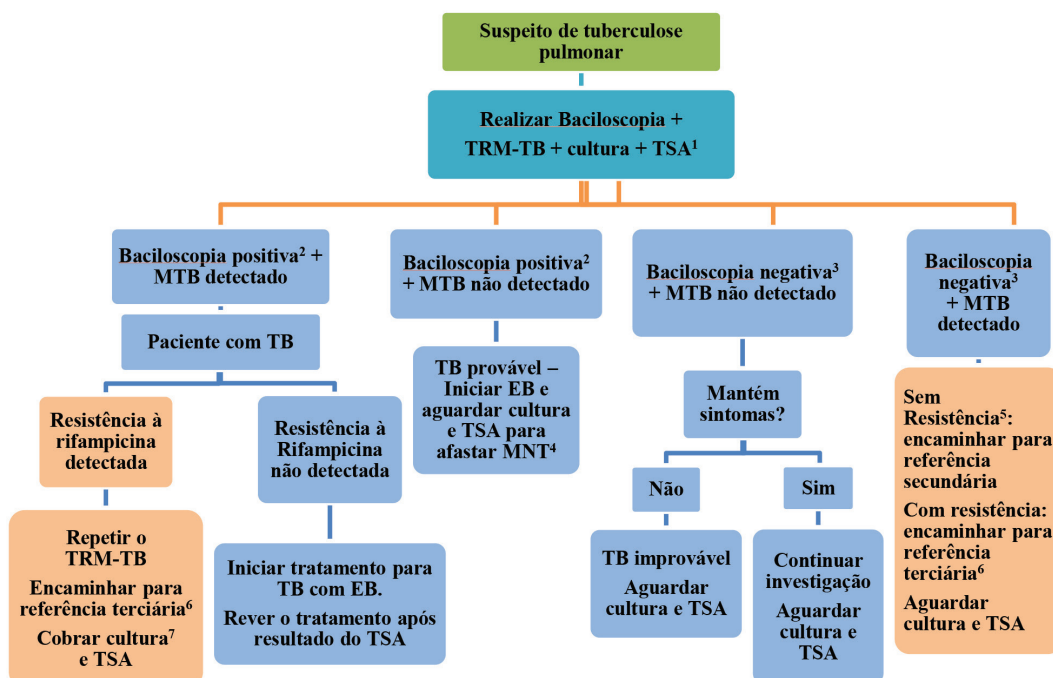 Suspeito de tuberculose
pulmonar
Realizar Baciloscopia +
TRM-TB + cultura + TSA¹
Baciloscopia positiva² +
MTB detectado
Baciloscopia positiva²
+ MTB não detectado
Baciloscopia negativa³
+ MTB não detectado
Baciloscopia
negativa³
+ MTB
detectado
Paciente com TB
TB provável –
Iniciar EB e
aguardar cultura
e TSA para
afastar MNT⁴
Mantém
sintomas?
Sem
Resistência⁵:
encaminhar para
referência
secundária
Com resistência:
encaminhar para
referência
terciária⁶
Aguardar
cultura e TSA
Resistência à
rifampicina
detectada
Resistência à
Rifampicina
não detectada
Não
Sim
Repetir o
TRM-TB
Encaminhar para
referência terciária⁶
Cobrar cultura⁷
e TSA
Iniciar tratamento para
TB com EB.
Rever o tratamento após
resultado do TSA
TB improvável
Aguardar
cultura e TSA
Continuar
investigação
Aguardar
cultura e
TSA